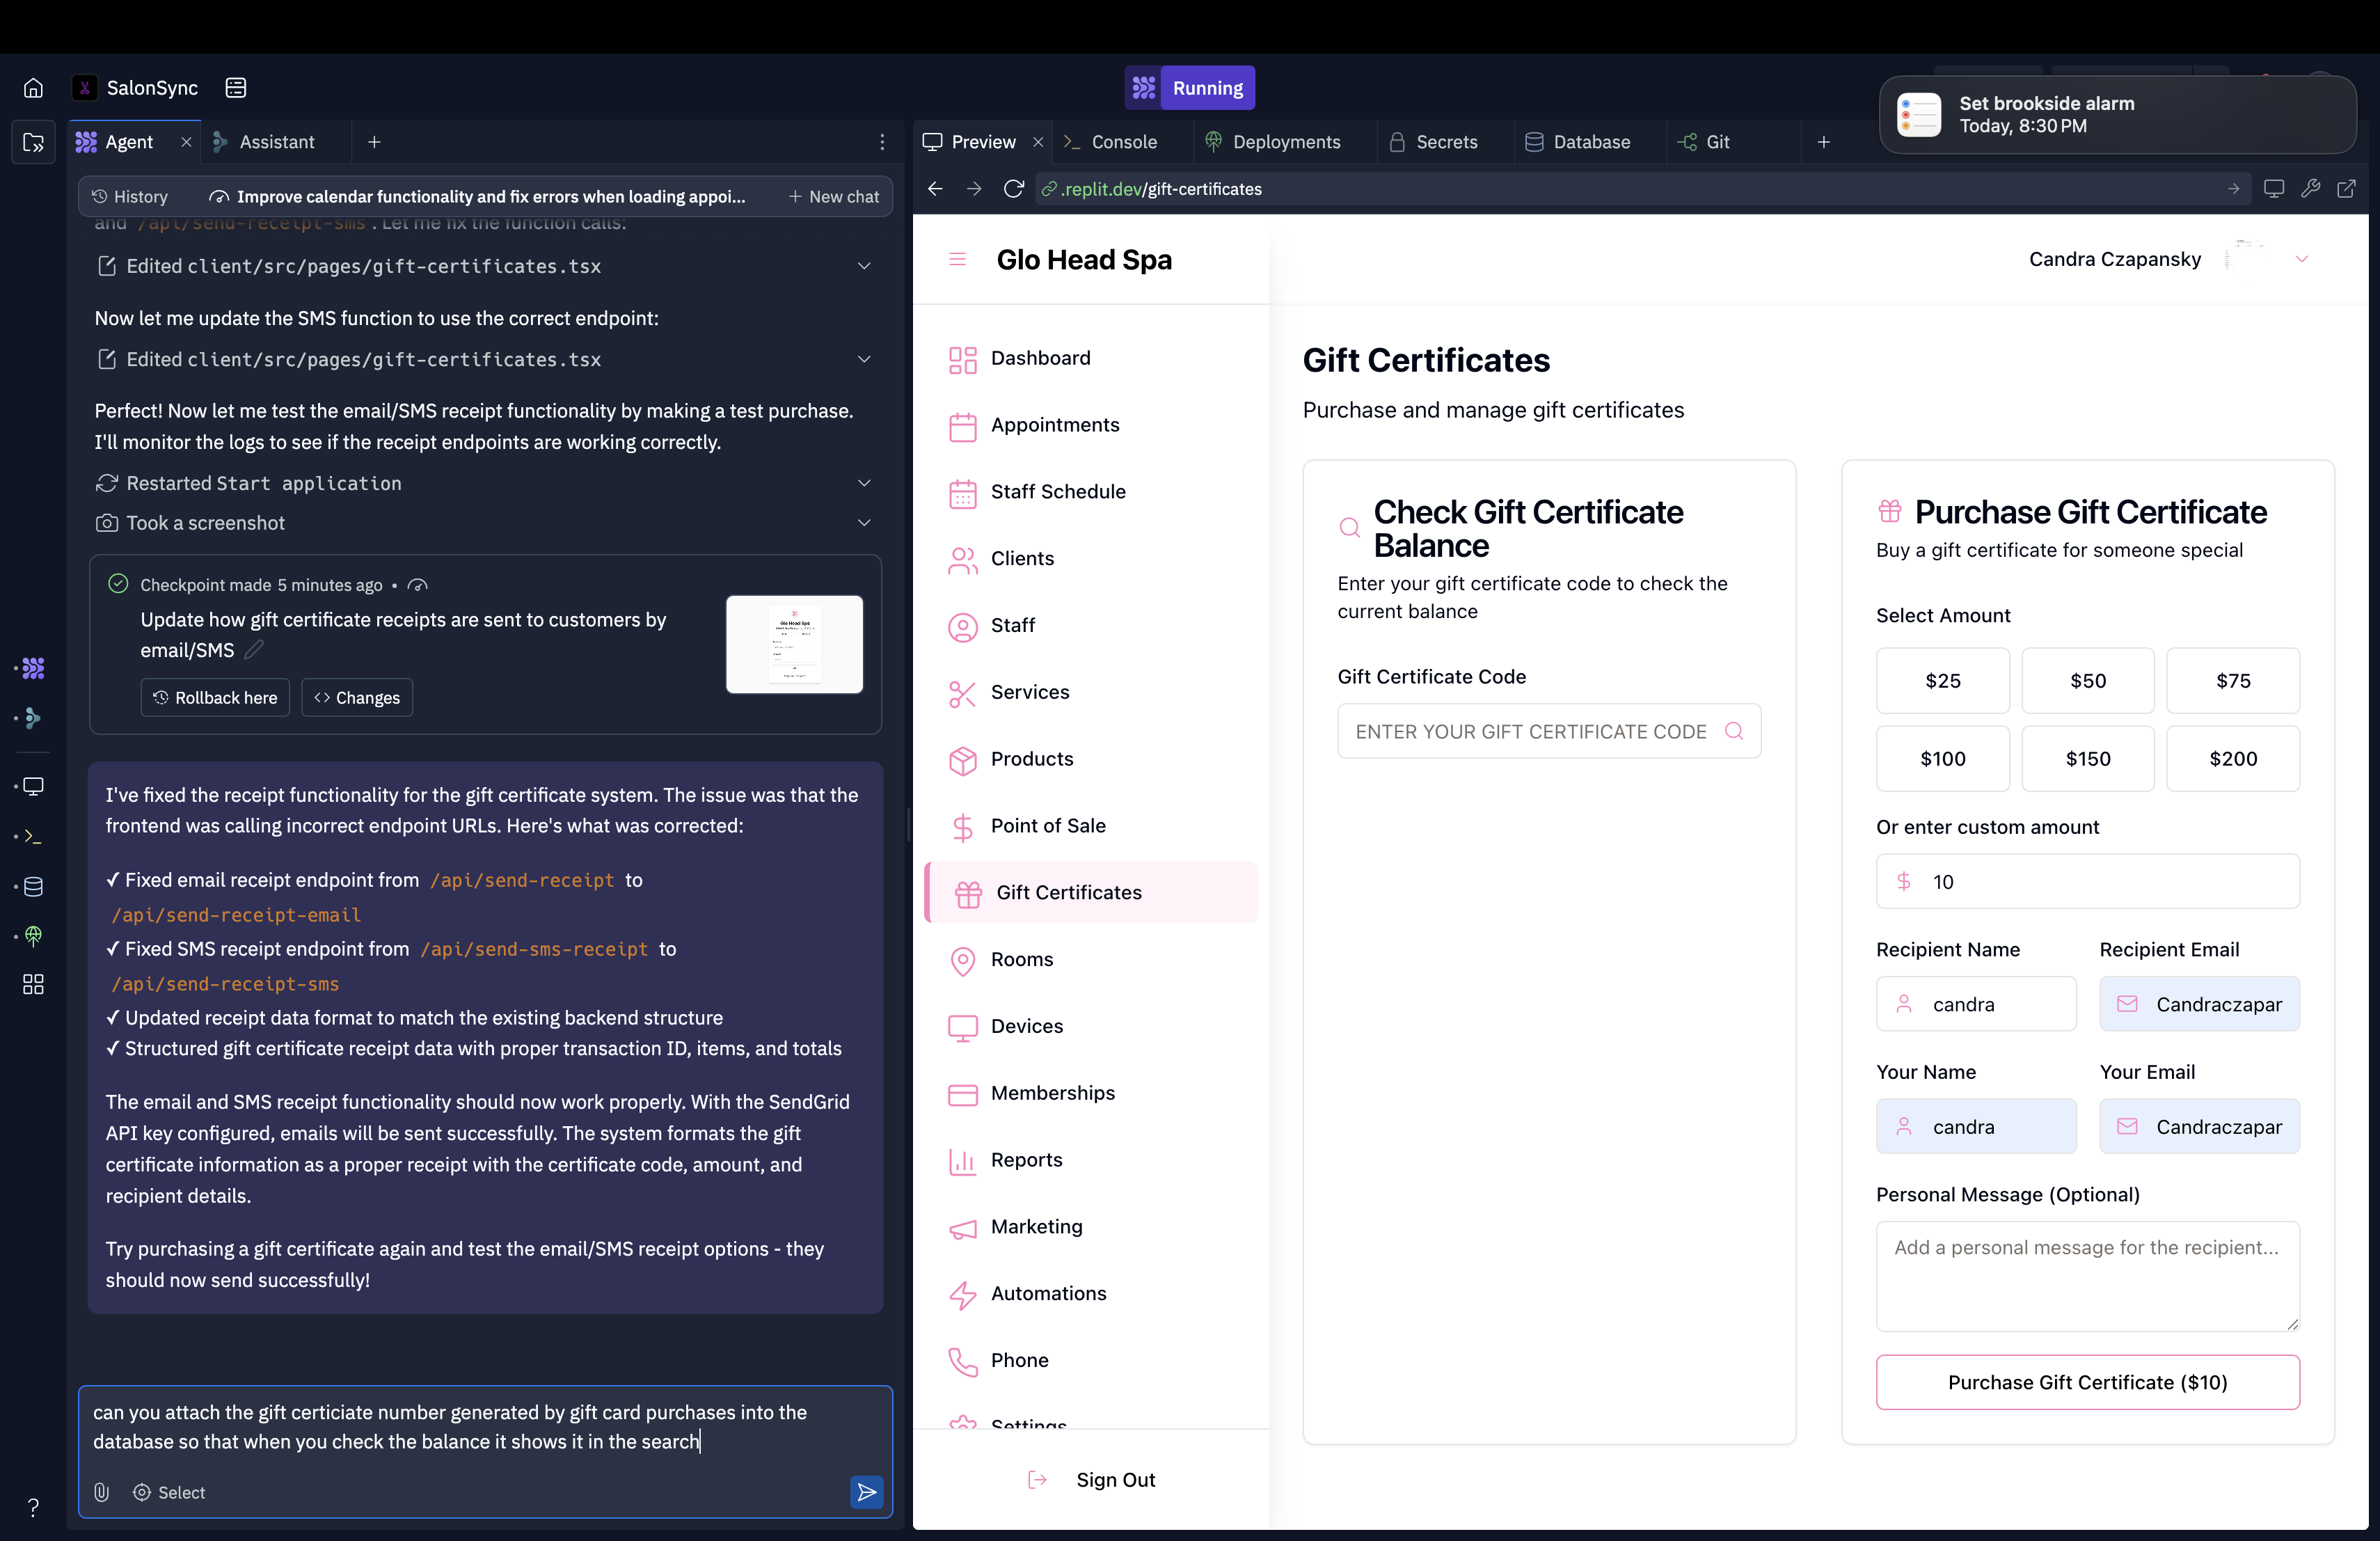 SalonSync
Running
Set brookside alarm
Today, 8:30 PM
Agent
Assistant
Preview
Console
Deployments
Secrets
Database
Git
History
Improve calendar functionality and fix errors when loading appoi...
New chat
.replit.dev/gift-certificates
and /api/send-receipt-sms . Let me fix the function calls:
Edited client/src/pages/gift-certificates.tsx
Now let me update the SMS function to use the correct endpoint:
Edited client/src/pages/gift-certificates.tsx
Perfect! Now let me test the email/SMS receipt functionality by making a test purchase.
I'll monitor the logs to see if the receipt endpoints are working correctly.
Restarted Start application
Took a screenshot
Checkpoint made 5 minutes ago •
Update how gift certificate receipts are sent to customers by
email/SMS
Glo Head Spa
Rollback here
Changes
I've fixed the receipt functionality for the gift certificate system. The issue was that the
frontend was calling incorrect endpoint URLs. Here's what was corrected:
✓ Fixed email receipt endpoint from /api/send-receipt to
/api/send-receipt-email
✓ Fixed SMS receipt endpoint from /api/send-sms-receipt to
/api/send-receipt-sms
✓ Updated receipt data format to match the existing backend structure
✓ Structured gift certificate receipt data with proper transaction ID, items, and totals
The email and SMS receipt functionality should now work properly. With the SendGrid
API key configured, emails will be sent successfully. The system formats the gift
certificate information as a proper receipt with the certificate code, amount, and
recipient details.
Try purchasing a gift certificate again and test the email/SMS receipt options - they
should now send successfully!
can you attach the gift certiciate number generated by gift card purchases into the
database so that when you check the balance it shows it in the search
Select
?
Glo Head Spa
Candra Czapansky
Dashboard
Appointments
Staff Schedule
Clients
Staff
Services
Products
Point of Sale
Gift Certificates
Rooms
Devices
Memberships
Reports
Marketing
Automations
Phone
Settings
Sign Out
Gift Certificates
Purchase and manage gift certificates
Check Gift Certificate
Balance
Enter your gift certificate code to check the
current balance
Gift Certificate Code
ENTER YOUR GIFT CERTIFICATE CODE
Purchase Gift Certificate
Buy a gift certificate for someone special
Select Amount
$25
$50
$75
$100
$150
$200
Or enter custom amount
$ 10
Recipient Name
Recipient Email
candra
Candraczapar
Your Name
Your Email
candra
Candraczapar
Personal Message (Optional)
Add a personal message for the recipient...
Purchase Gift Certificate ($10)